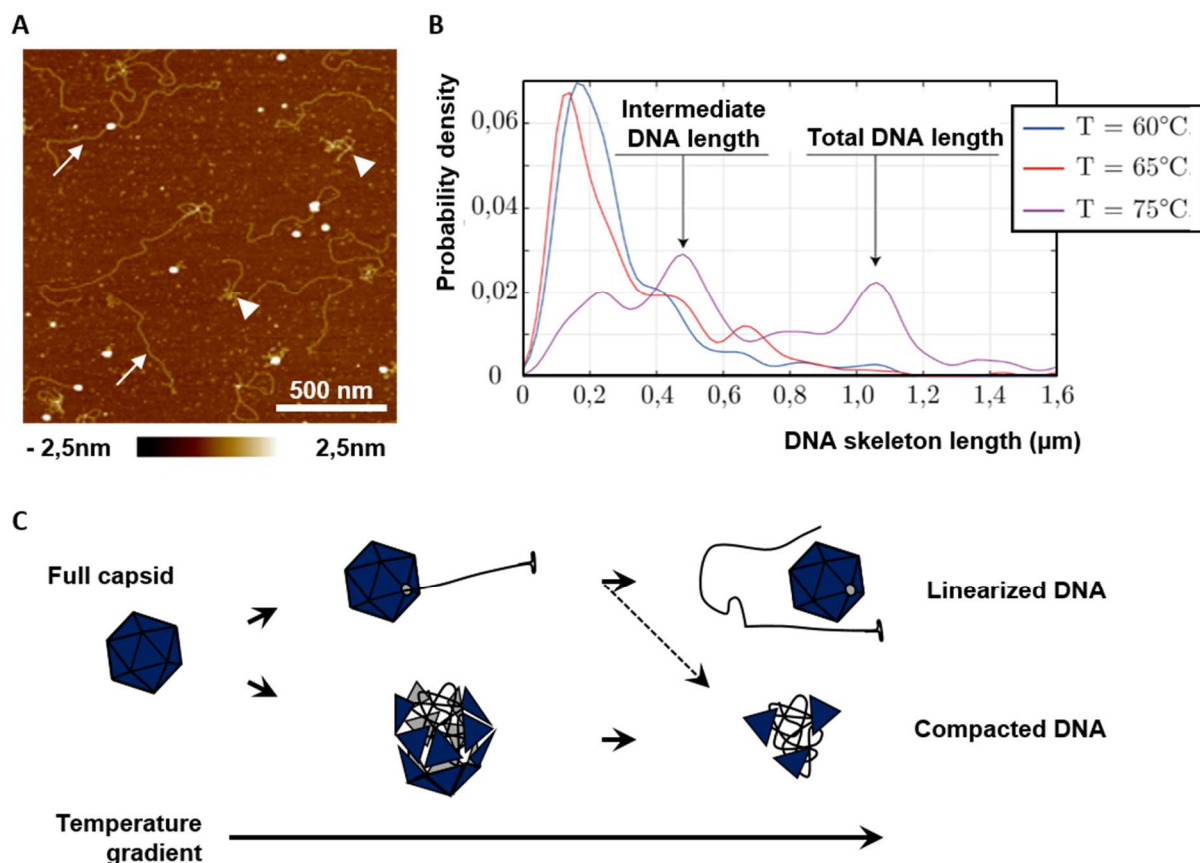 A
500 nm
- 2,5nm
2,5nm
B
Probability density
0,06
0,04
0,02
0
Intermediate
DNA length
Total DNA length
T = 60°C.
T = 65°C.
T = 75°C.
0
0,2
0,4
0,6
0,8
1,0
1,2
1,4
1,6
DNA skeleton length (µm)
C
Full capsid
Linearized DNA
Compacted DNA
Temperature
gradient